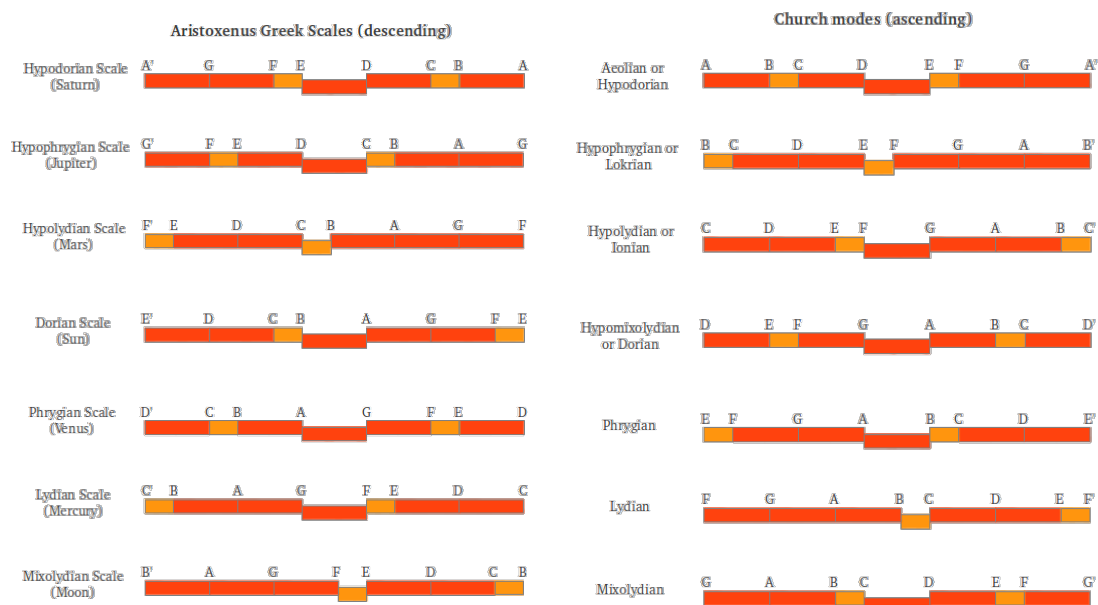 Aristoxenus Greek Scales (descending)
Hypodorian Scale
(Saturn)
A' G F E D C B A
Hypophrygian Scale
(Jupiter)
G' F E D C B A G
Hypolydian Scale
(Mars)
F' E D C B A G F
Dorian Scale
(Sun)
E' D C B A G F E
Phrygian Scale
(Venus)
D' C B A G F E D
Lydian Scale
(Mercury)
C' B A G F E D C
Mixolydian Scale
(Moon)
B' A G F E D C B
Church modes (ascending)
Aeolian or
Hypodorian
A B C D E F G A'
Hypophrygian or
Lokrian
B C D E F G A B'
Hypolydian or
Ionian
C D E F G A B C'
Hypomixolydian
or Dorian
D E F G A B C D'
Phrygian
E F G A B C D E'
Lydian
F G A B C D E F'
Mixolydian
G A B C D E F G'